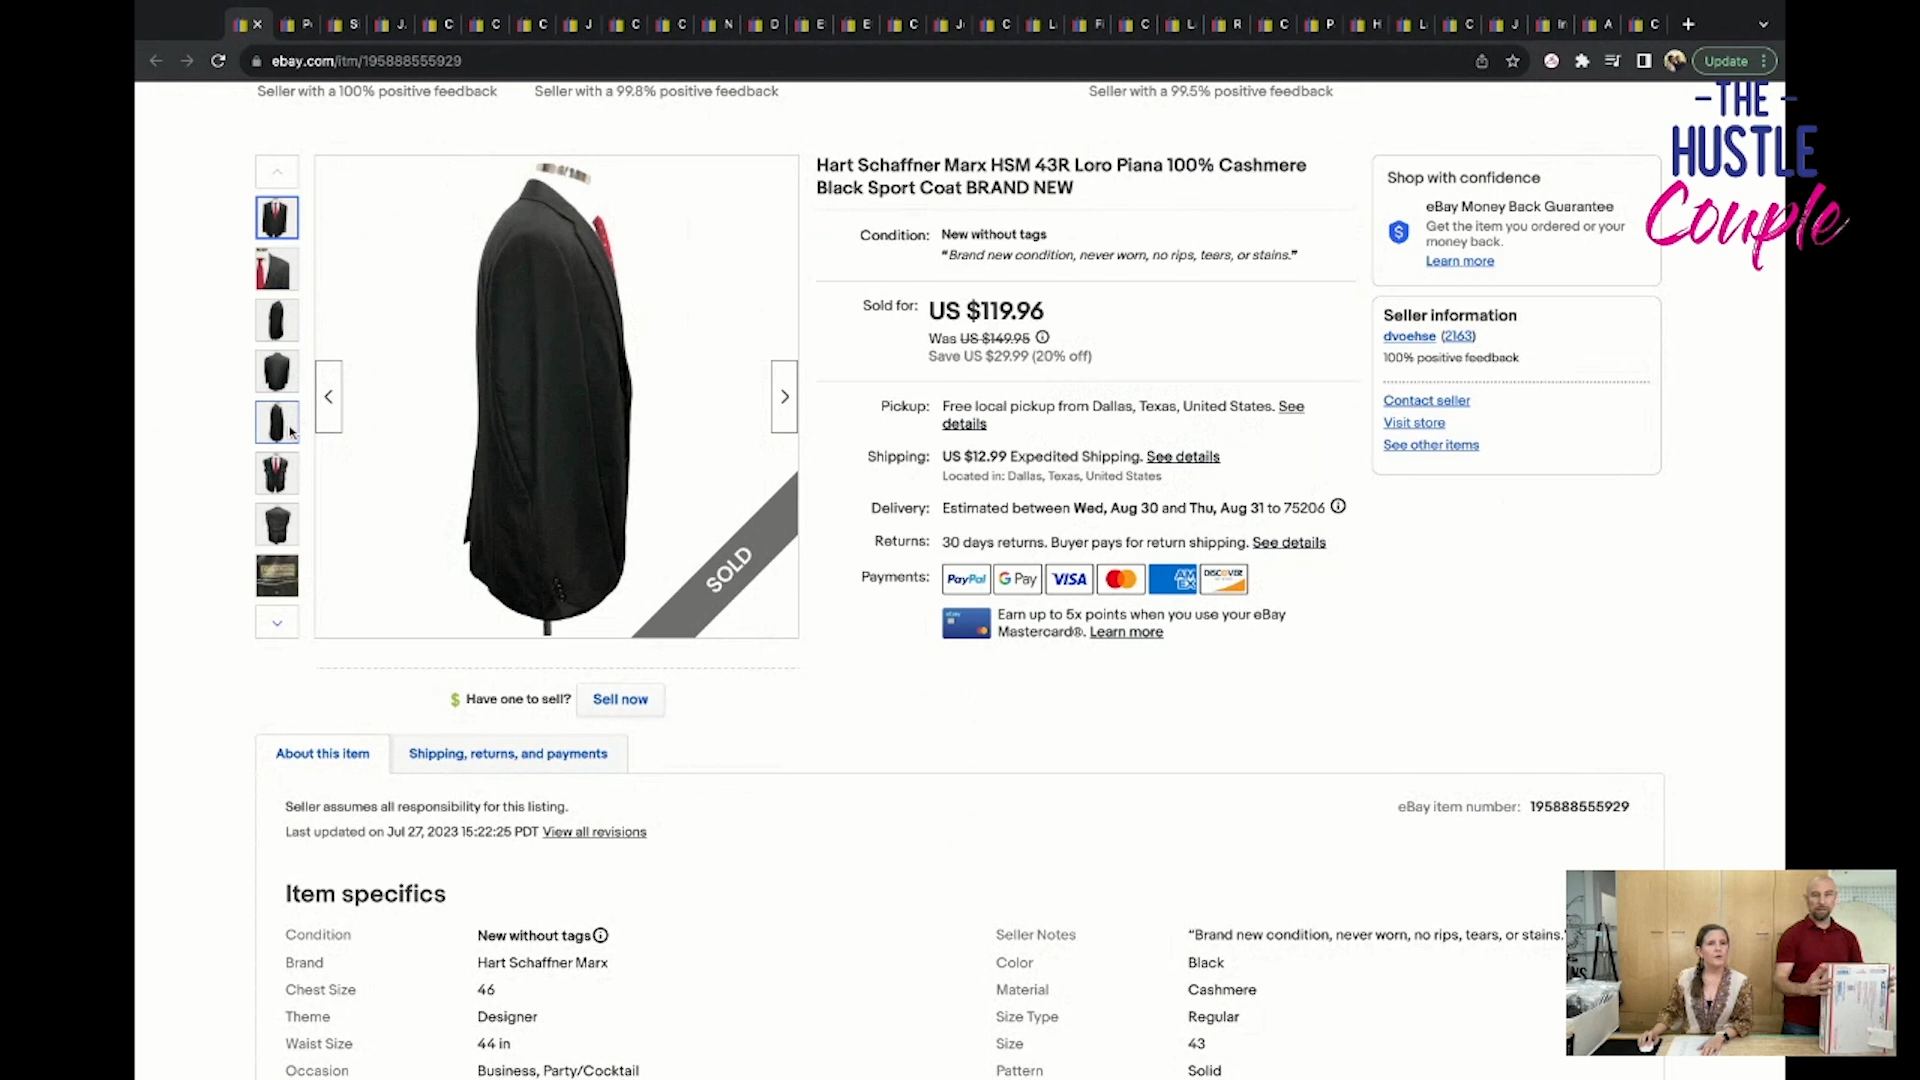 ebay.com/itm/195888555929
Update
Seller with a 100% positive feedback
Seller with a 99.8% positive feedback
Seller with a 99.5% positive feedback
-THE-
HUSTLE
Couple
Hart Schaffner Marx HSM 43R Loro Piana 100% Cashmere
Black Sport Coat BRAND NEW
Condition: New without tags
"Brand new condition, never worn, no rips, tears, or stains."
Sold for: US $119.96
Was US $149.95
Save US $29.99 (20% off)
Pickup: Free local pickup from Dallas, Texas, United States. See
details
Shipping: US $12.99 Expedited Shipping. See details
Located in: Dallas, Texas, United States
Delivery: Estimated between Wed, Aug 30 and Thu, Aug 31 to 75206
Returns: 30 days returns. Buyer pays for return shipping. See details
Payments: PayPal G Pay VISA AM EX DISCOVER
ebay
Earn up to 5x points when you use your eBay
Mastercard®. Learn more
Shop with confidence
eBay Money Back Guarantee
Get the item you ordered or your
money back.
Learn more
Seller information
dvoehse (2163)
100% positive feedback
Contact seller
Visit store
See other items
SOLD
Have one to sell? Sell now
About this item
Shipping, returns, and payments
Seller assumes all responsibility for this listing.
Last updated on Jul 27, 2023 15:22:25 PDT View all revisions
eBay item number: 195888555929
Item specifics
Condition New without tags
Seller Notes "Brand new condition, never worn, no rips, tears, or stains."
Brand Hart Schaffner Marx
Color Black
Chest Size 46
Material Cashmere
Theme Designer
Size Type Regular
Waist Size 44 in
Size 43
Occasion Business, Party/Cocktail
Pattern Solid